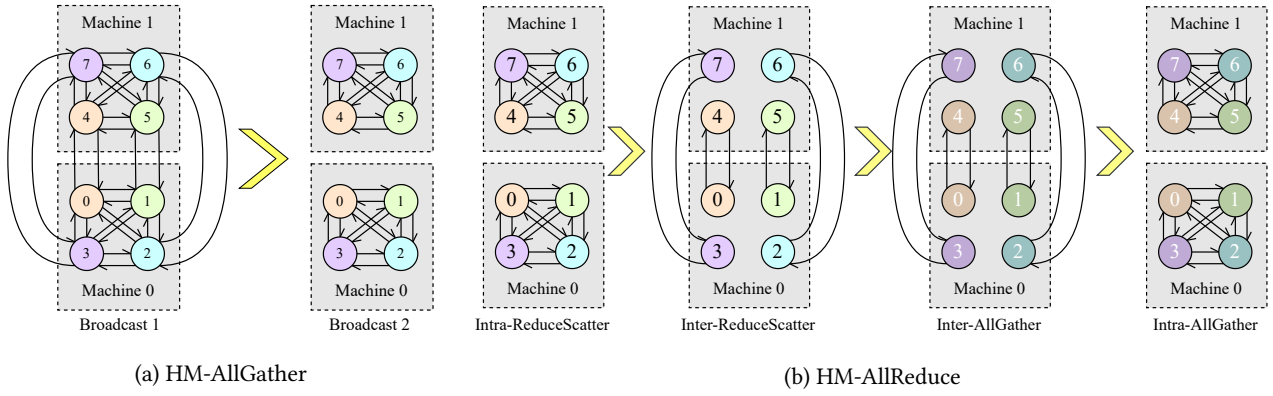 Machine 1
7 6
4 5
0 1
3 2
Machine 0
Broadcast 1
Machine 1
7 6
4 5
0 1
3 2
Machine 0
Broadcast 2
(a) HM-AllGather
Machine 1
7 6
4 5
0 1
3 2
Machine 0
Intra-ReduceScatter
Machine 1
7 6
4 5
0 1
3 2
Machine 0
Inter-ReduceScatter
Machine 1
7 6
4 5
0 1
3 2
Machine 0
Inter-AllGather
Machine 1
7 6
4 5
0 1
3 2
Machine 0
Intra-AllGather
(b) HM-AllReduce